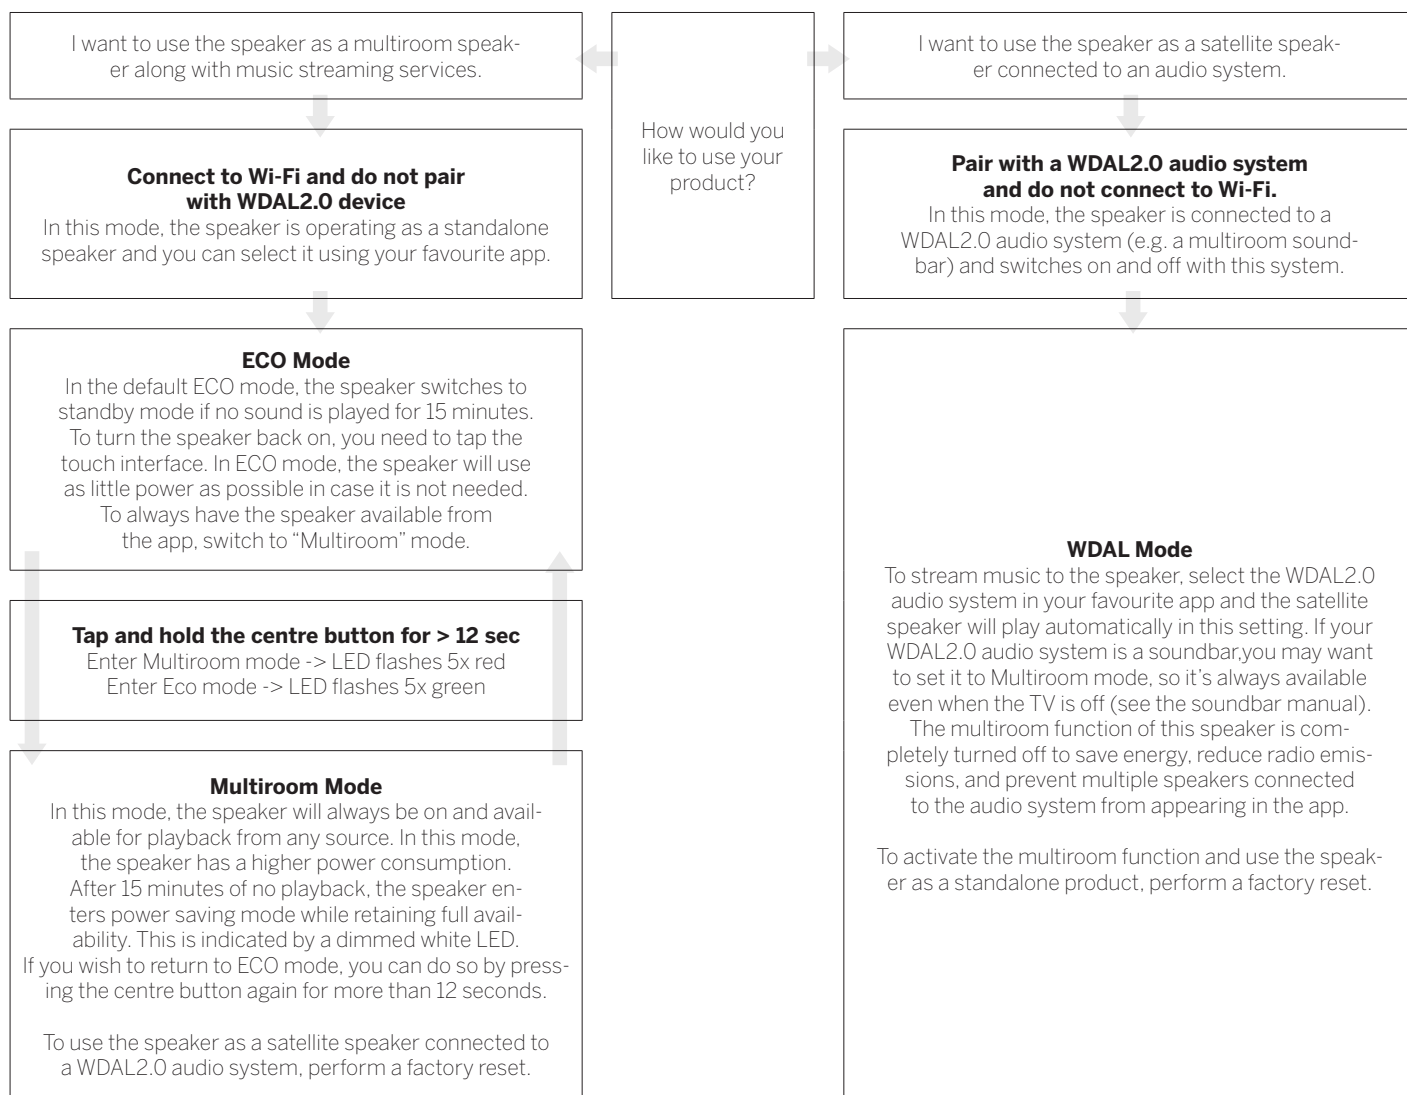 I want to use the speaker as a multiroom speak-
er along with music streaming services.
How would you
like to use your
product?
I want to use the speaker as a satellite speak-
er connected to an audio system.
Connect to Wi-Fi and do not pair
with WDAL2.0 device
In this mode, the speaker is operating as a standalone
speaker and you can select it using your favourite app.
Pair with a WDAL2.0 audio system
and do not connect to Wi-Fi.
In this mode, the speaker is connected to a
WDAL2.0 audio system (e.g. a multiroom sound-
bar) and switches on and off with this system.
ECO Mode
In the default ECO mode, the speaker switches to
standby mode if no sound is played for 15 minutes.
To turn the speaker back on, you need to tap the
touch interface. In ECO mode, the speaker will use
as little power as possible in case it is not needed.
To always have the speaker available from
the app, switch to “Multiroom” mode.
Tap and hold the centre button for > 12 sec
Enter Multiroom mode -> LED flashes 5x red
Enter Eco mode -> LED flashes 5x green
Multiroom Mode
In this mode, the speaker will always be on and avail-
able for playback from any source. In this mode,
the speaker has a higher power consumption.
After 15 minutes of no playback, the speaker en-
ters power saving mode while retaining full avail-
ability. This is indicated by a dimmed white LED.
If you wish to return to ECO mode, you can do so by press-
ing the centre button again for more than 12 seconds.
To use the speaker as a satellite speaker connected to
a WDAL2.0 audio system, perform a factory reset.
WDAL Mode
To stream music to the speaker, select the WDAL2.0
audio system in your favourite app and the satellite
speaker will play automatically in this setting. If your
WDAL2.0 audio system is a soundbar,you may want
to set it to Multiroom mode, so it’s always available
even when the TV is off (see the soundbar manual).
The multiroom function of this speaker is com-
pletely turned off to save energy, reduce radio emis-
sions, and prevent multiple speakers connected
to the audio system from appearing in the app.
To activate the multiroom function and use the speak-
er as a standalone product, perform a factory reset.